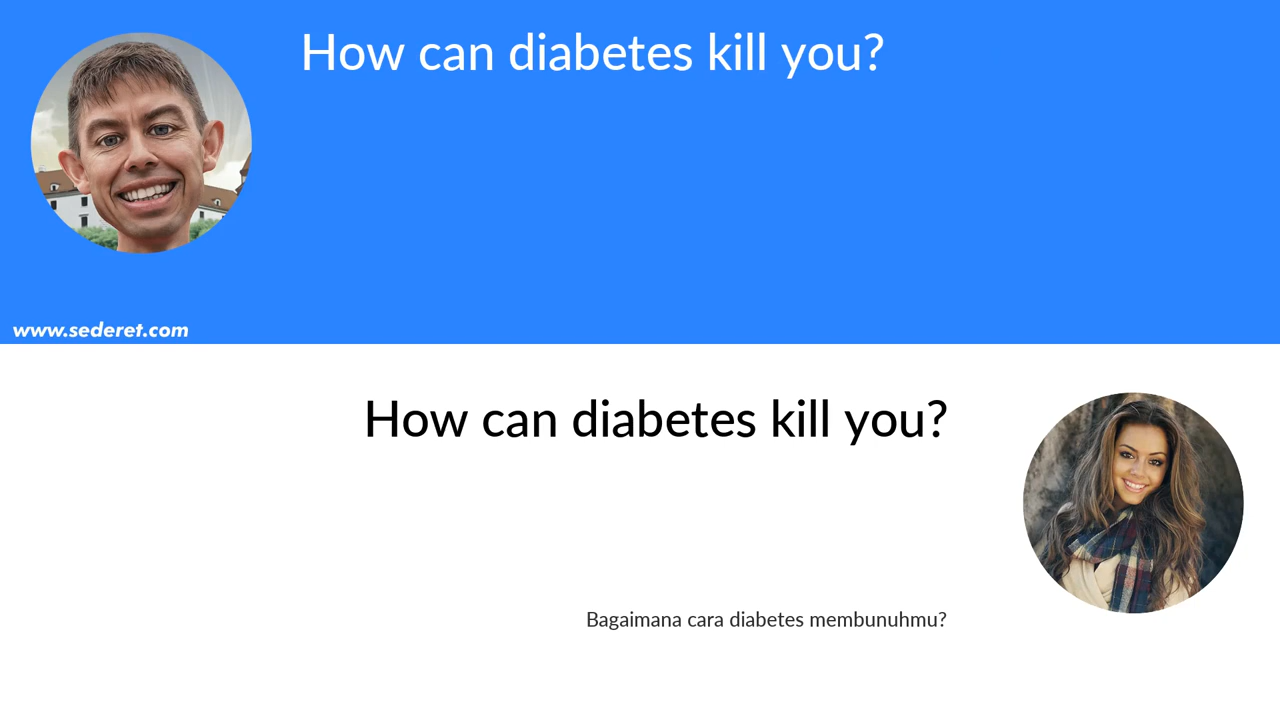 How can diabetes kill you?
www.sederet.com
How can diabetes kill you?
Bagaimana cara diabetes membunuhmu?